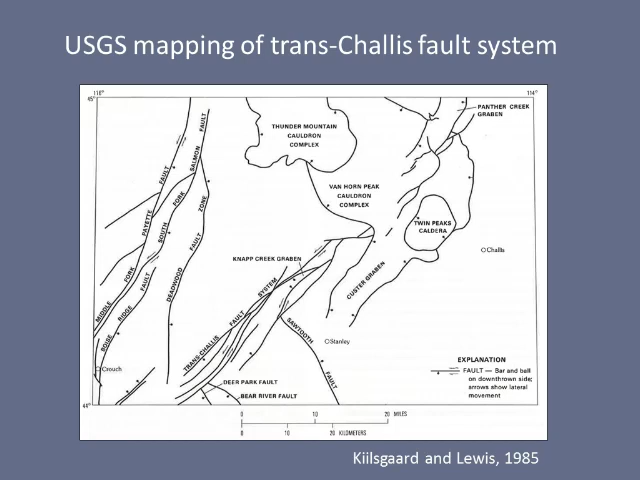 USGS mapping of trans-Challis fault system
116°
114°
45°
PANTHER CREEK
GRABEN
THUNDER MOUNTAIN
CAULDRON
COMPLEX
VAN HORN PEAK
CAULDRON
COMPLEX
TWIN PEAKS
CALDERA
Challis
SALMON FAULT
FORK
SOUTH
PAYETTE FAULT
FORK
MIDDLE
BOISE RIDGE FAULT
DEADWOOD FAULT ZONE
KNAPP CREEK GRABEN
CUSTER GRABEN
TRANS-CHALLIS FAULT SYSTEM
SAWTOOTH FAULT
Stanley
Crouch
DEER PARK FAULT
BEAR RIVER FAULT
44°
EXPLANATION
FAULT — Bar and ball
on downthrown side;
arrows show lateral
movement
0 10 20 MILES
0 10 20 KILOMETERS
Kiilsgaard and Lewis, 1985